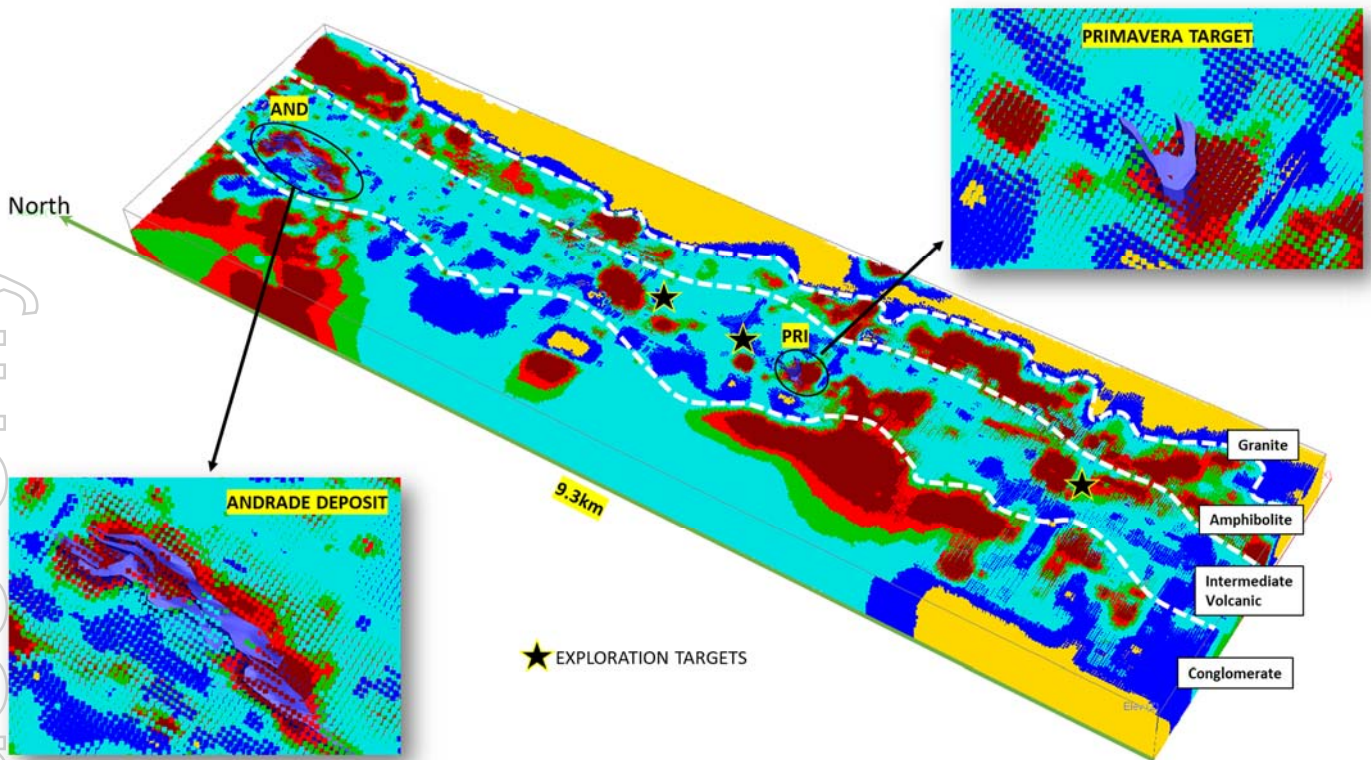 PRIMAVERA TARGET
AND
North
PRI
Granite
9.3km
Amphibolite
ANDRADE DEPOSIT
Intermediate
Volcanic
EXPLORATION TARGETS
Conglomerate